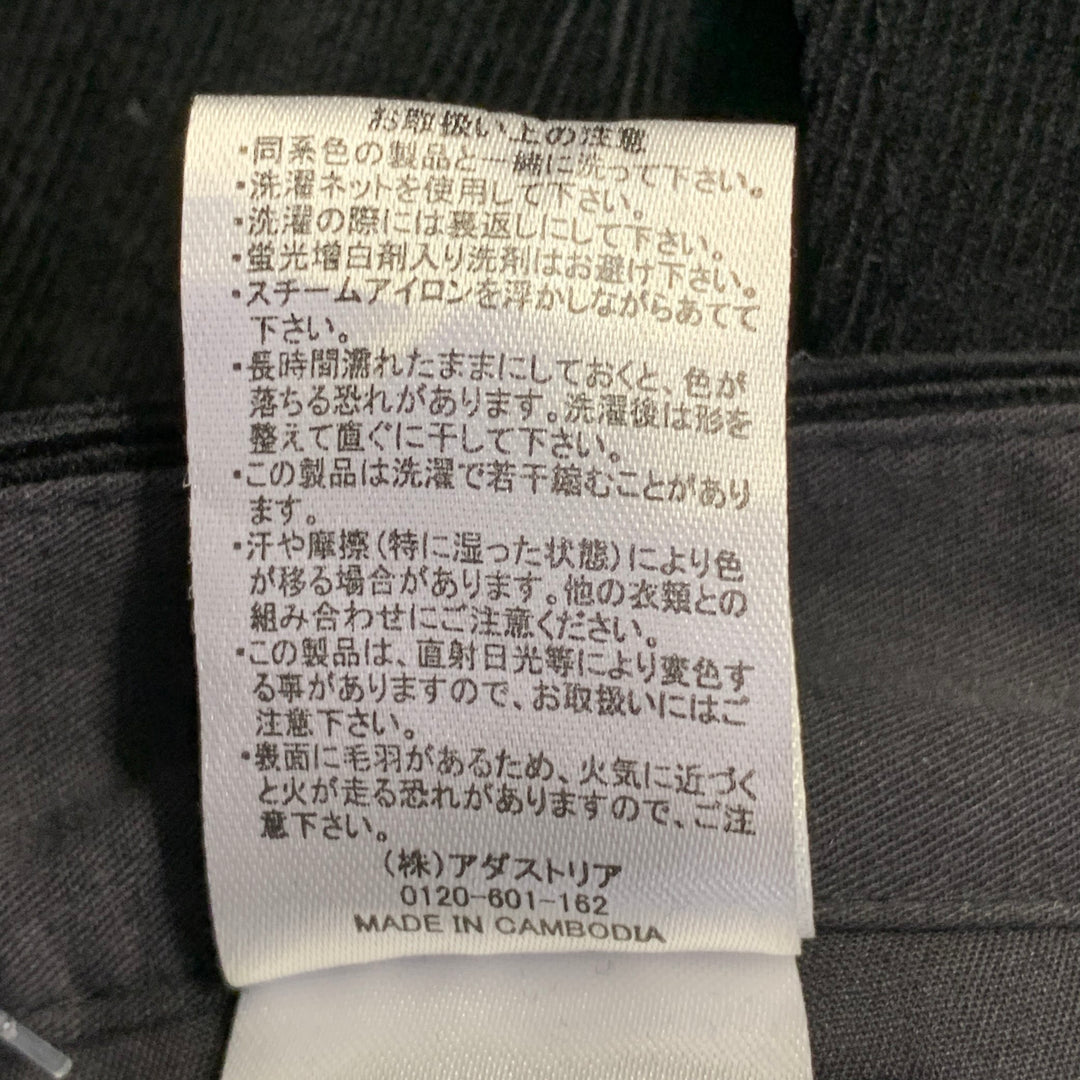 お取扱い上の注意
・同系色の製品と一緒に洗って下さい。
・洗濯ネットを使用して下さい。
・洗濯の際には裏返しにして下さい。
・蛍光増白剤入り洗剤はお避け下さい。
・スチームアイロンを浮かしながらあてて
下さい。
・長時間濡れたままにしておくと、色が
落ちる恐れがあります。洗濯後は形を
整えて直ぐに干して下さい。
・この製品は洗濯で若干縮むことがあり
ます。
・汗や摩擦(特に湿った状態)により色
が移る場合があります。他の衣類との
組み合わせにご注意ください。
・この製品は、直射日光等により変色す
る事がありますので、お取扱いにはご
注意下さい。
・表面に毛羽があるため、火気に近づく
と火が走る恐れがありますので、ご注
意下さい。
(株)アダストリア
0120-601-162
MADE IN CAMBODIA